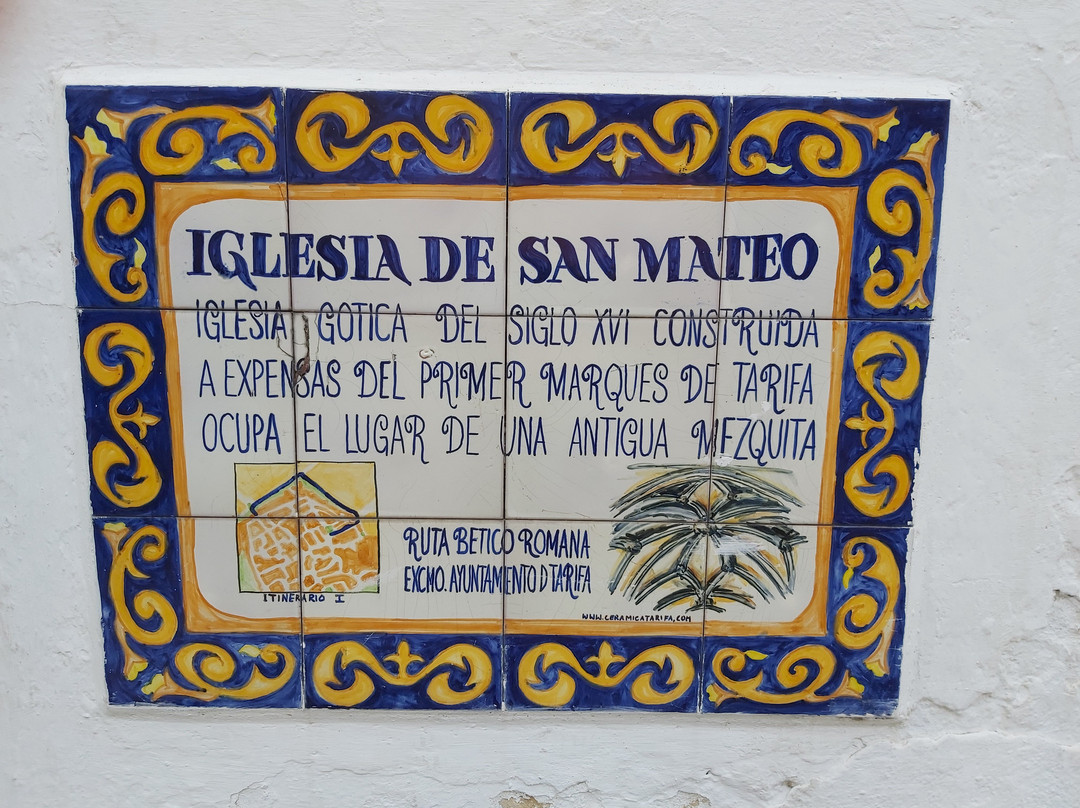 IGLESIA DE SAN MATEO
IGLESIA GOTICA DEL SIGLO XVI CONSTRUIDA
A EXPENSAS DEL PRIMER MARQUES DE TARIFA
OCUPA EL LUGAR DE UNA ANTIGUA MEZQUITA
RUTA BETICO ROMANA
EXCMO. AYUNTAMIENTO D TARIFA
ITINERARIO I
WWW.CERAMICATARIFA.COM